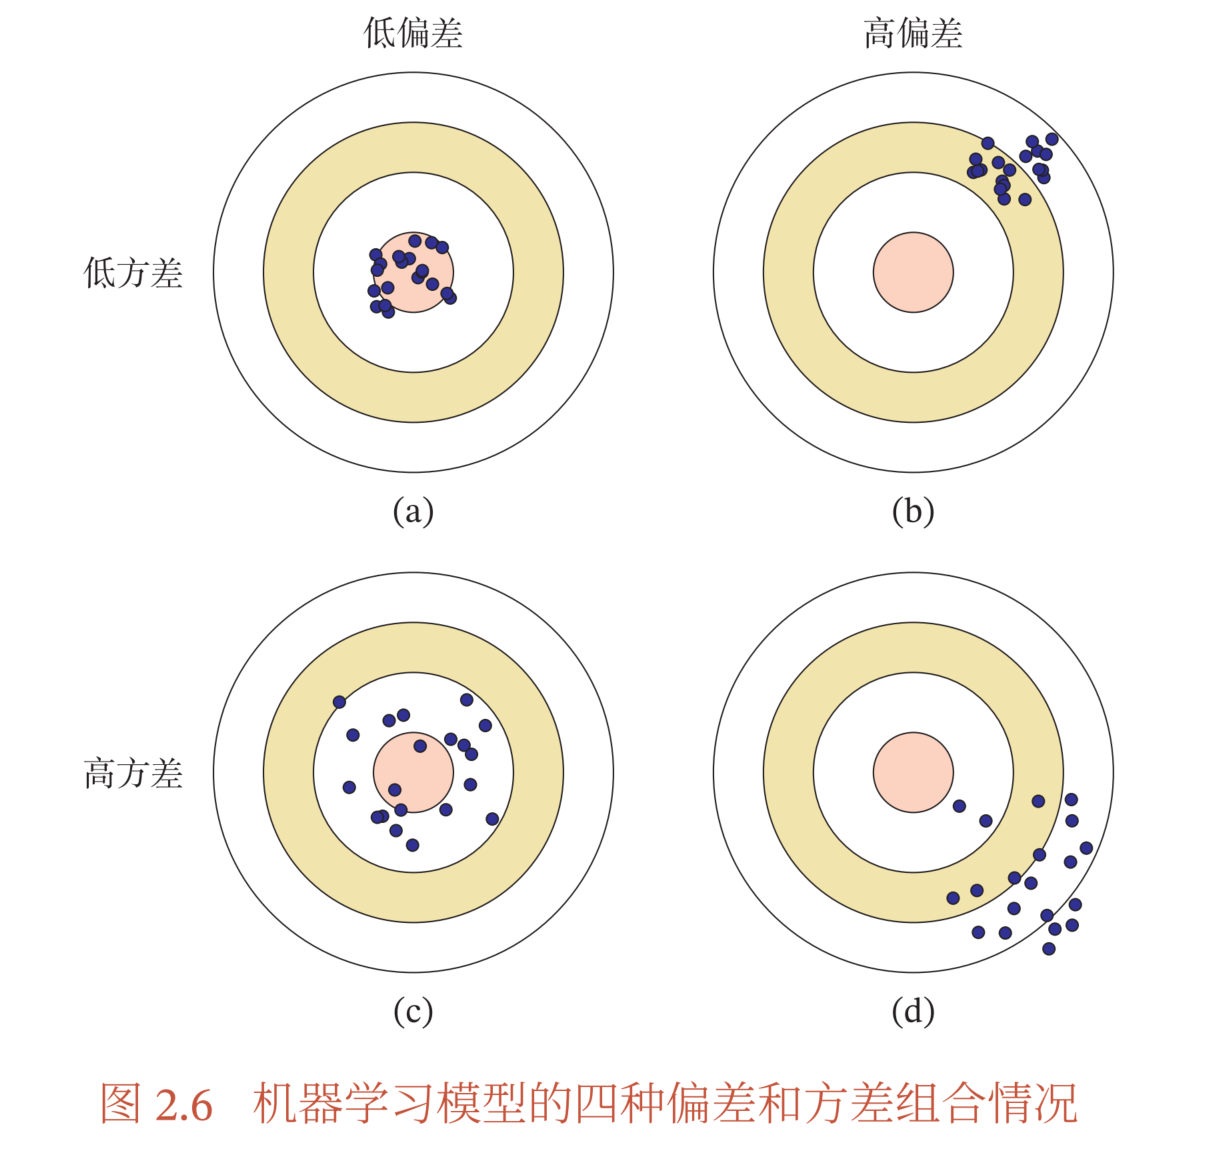 低偏差
高偏差
低方差
(a)
(b)
高方差
(c)
(d)
图 2.6 机器学习模型的四种偏差和方差组合情况